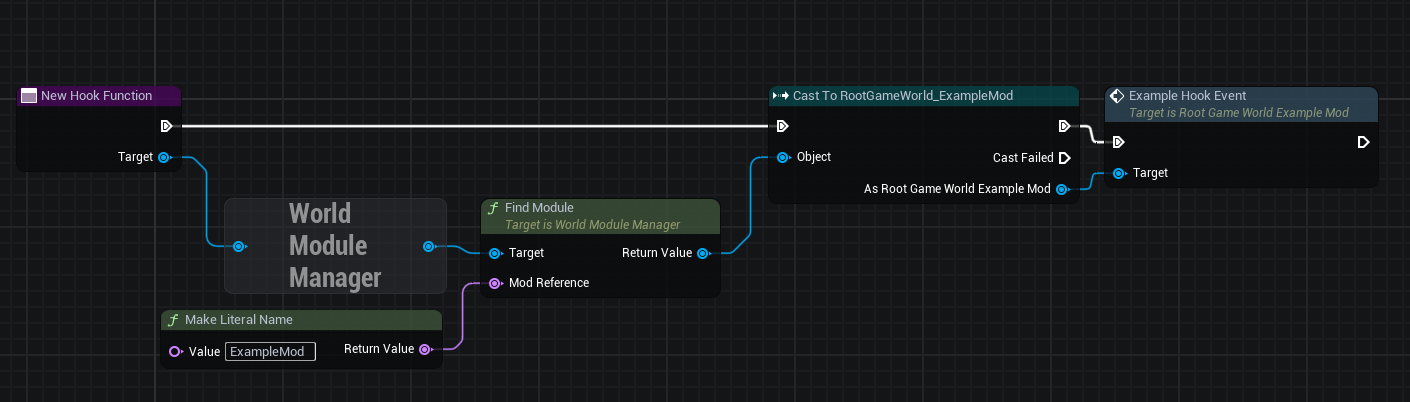 New Hook Function
Target
World
Module
Manager
Make Literal Name
Value ExampleMod Return Value
Find Module
Target is World Module Manager
Target Return Value
Mod Reference
Cast To RootGameWorld_ExampleMod
Cast Failed
Object
As Root Game World Example Mod
Example Hook Event
Target is Root Game World Example Mod
Target